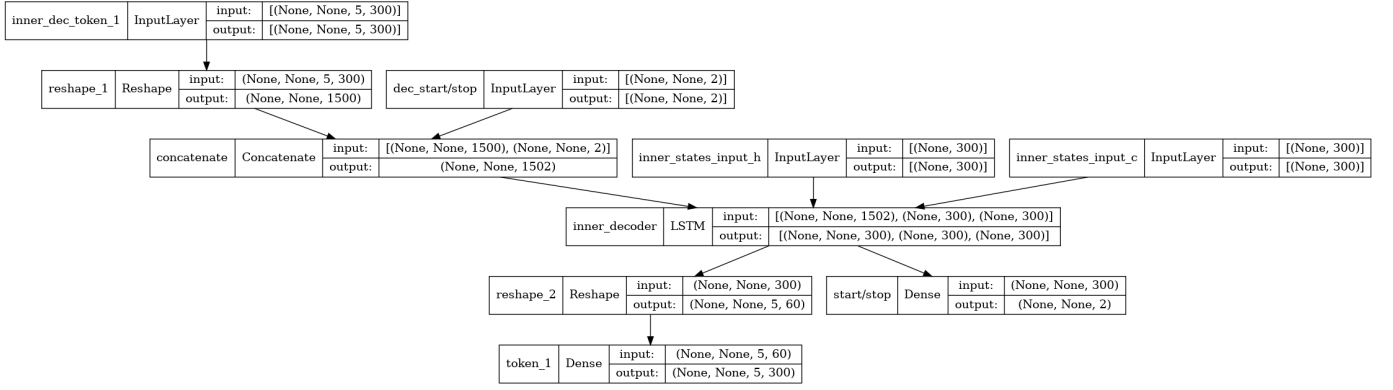 inner_dec_token_1 InputLayer input: [(None, None, 5, 300)]
output: [(None, None, 5, 300)]
reshape_1 Reshape input: (None, None, 5, 300)
output: (None, None, 1500)
dec_start/stop InputLayer input: [(None, None, 2)]
output: [(None, None, 2)]
concatenate Concatenate input: [(None, None, 1500), (None, None, 2)]
output: (None, None, 1502)
inner_states_input_h InputLayer input: [(None, 300)]
output: [(None, 300)]
inner_states_input_c InputLayer input: [(None, 300)]
output: [(None, 300)]
inner_decoder LSTM input: [(None, None, 1502), (None, 300), (None, 300)]
output: [(None, None, 300), (None, 300), (None, 300)]
reshape_2 Reshape input: (None, None, 300)
output: (None, None, 5, 60)
start/stop Dense input: (None, None, 300)
output: (None, None, 2)
token_1 Dense input: (None, None, 5, 60)
output: (None, None, 5, 300)